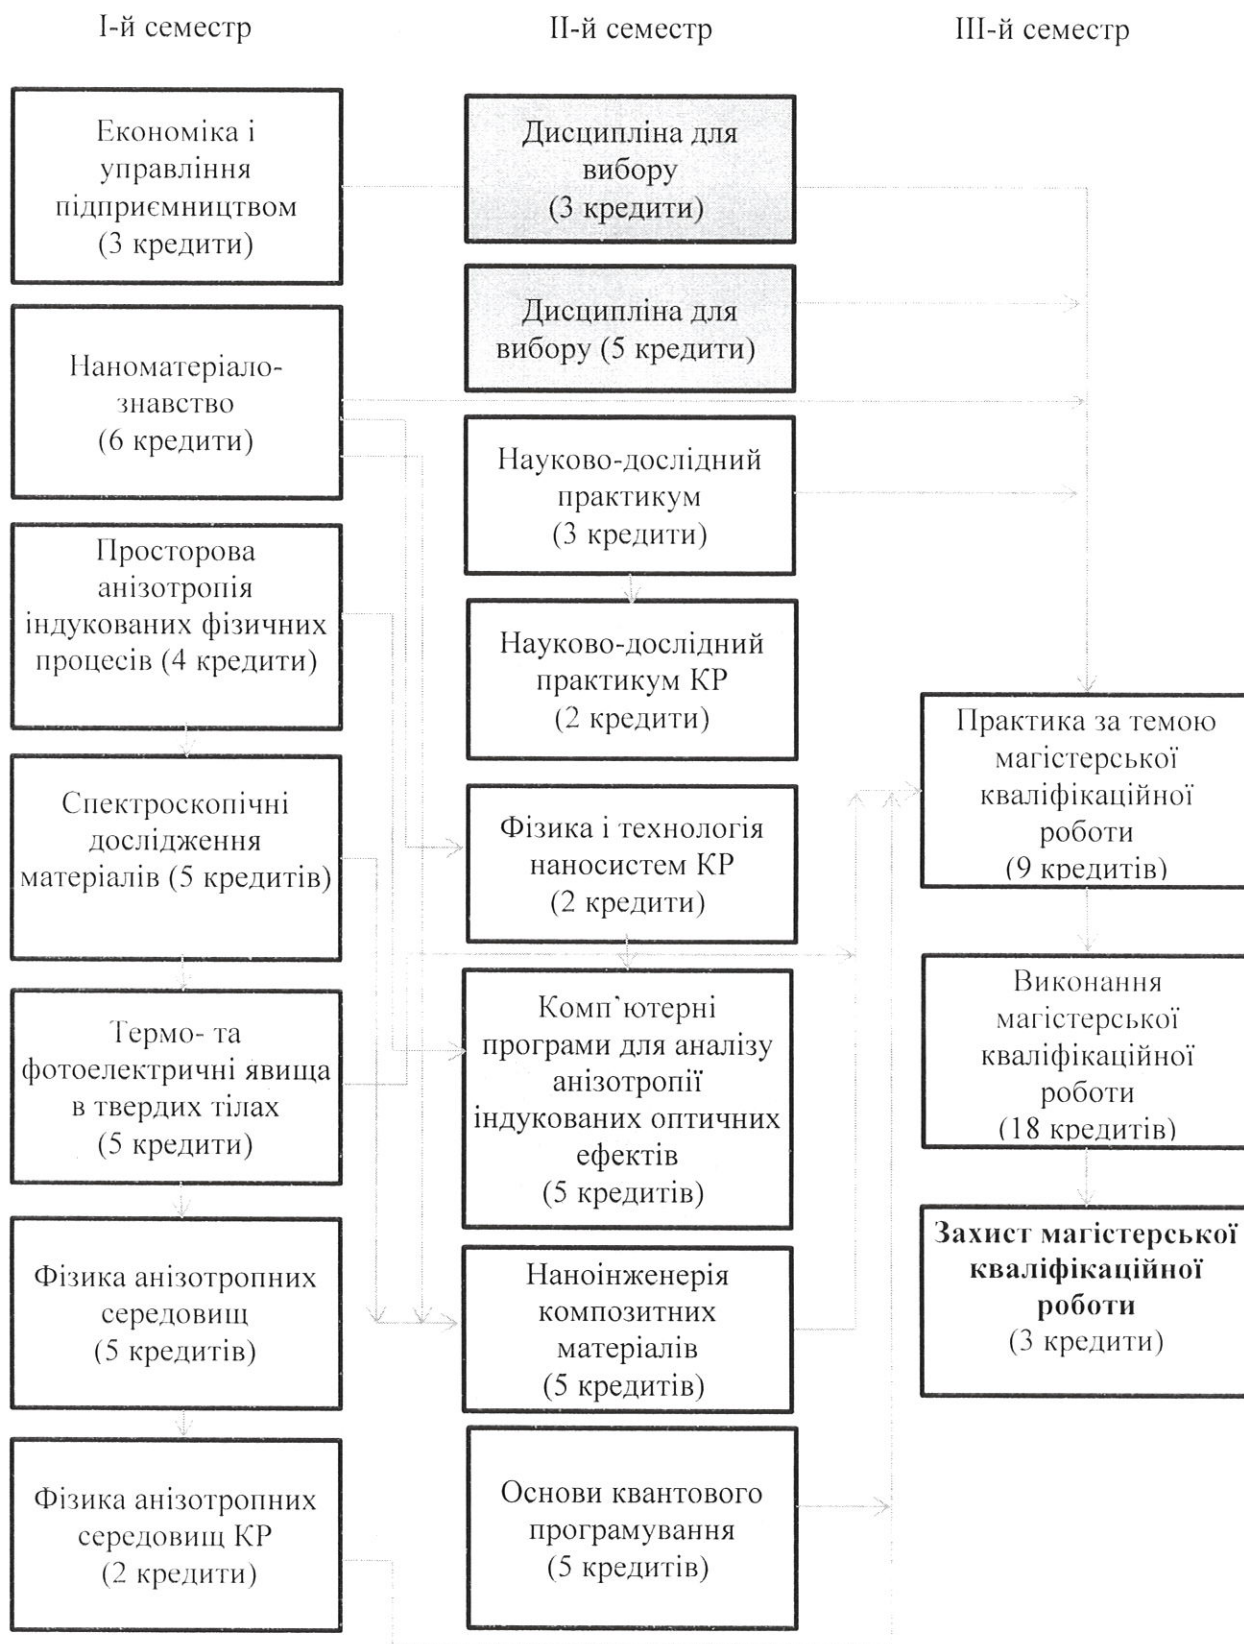 І-й семестр
ІІ-й семестр
ІІІ-й семестр
Економіка і
управління
підприємництвом
(3 кредити)
Наноматеріало-
знавство
(6 кредити)
Просторова
анізотропія
індукованих фізичних
процесів (4 кредити)
Спектроскопічні
дослідження
матеріалів (5 кредитів)
Термо- та
фотоелектричні явища
в твердих тілах
(5 кредити)
Фізика анізотропних
середовищ
(5 кредитів)
Фізика анізотропних
середовищ КР
(2 кредити)
Дисципліна для
вибору
(3 кредити)
Дисципліна для
вибору (5 кредити)
Науково-дослідний
практикум
(3 кредити)
Науково-дослідний
практикум КР
(2 кредити)
Фізика і технологія
наносистем КР
(2 кредити)
Комп`ютерні
програми для аналізу
анізотропії
індукованих оптичних
ефектів
(5 кредитів)
Наноінженерія
композитних
матеріалів
(5 кредитів)
Основи квантового
програмування
(5 кредитів)
Практика за темою
магістерської
кваліфікаційної
роботи
(9 кредитів)
Виконання
магістерської
кваліфікаційної
роботи
(18 кредитів)
Захист магістерської
кваліфікаційної
роботи
(3 кредити)